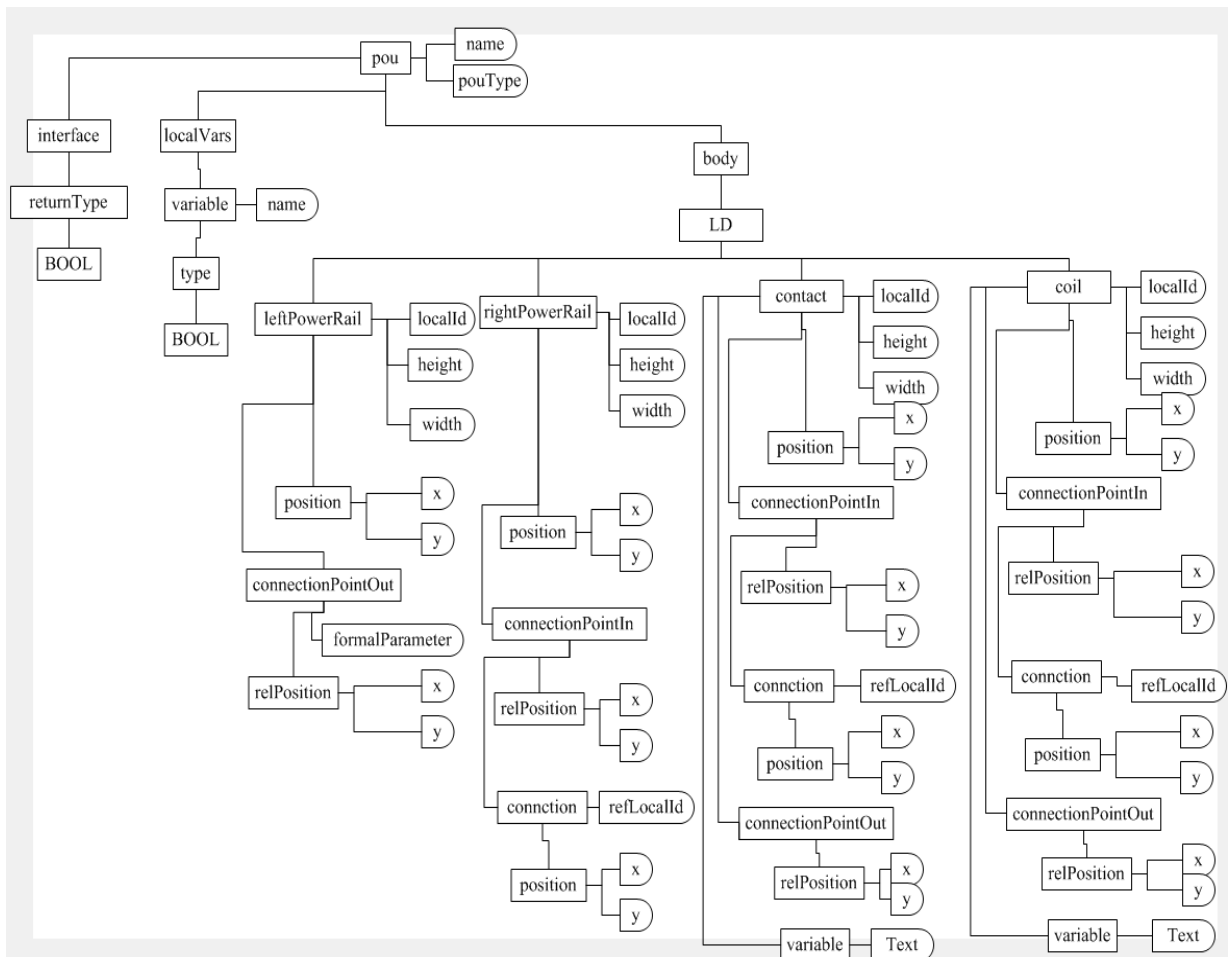 name
pou
pouType
interface
localVars
body
returnType
variable
name
LD
BOOL
type
BOOL
leftPowerRail
localId
height
width
position
x
y
connectionPointOut
formalParameter
relPosition
x
y
rightPowerRail
localId
height
width
position
x
y
connectionPointIn
relPosition
x
y
connction
refLocalId
position
x
y
contact
localId
height
width
position
x
y
connectionPointIn
relPosition
x
y
connction
refLocalId
position
x
y
connectionPointOut
relPosition
x
y
variable
Text
coil
localId
height
width
position
x
y
connectionPointIn
relPosition
x
y
connction
refLocalId
position
x
y
connectionPointOut
relPosition
x
y
variable
Text